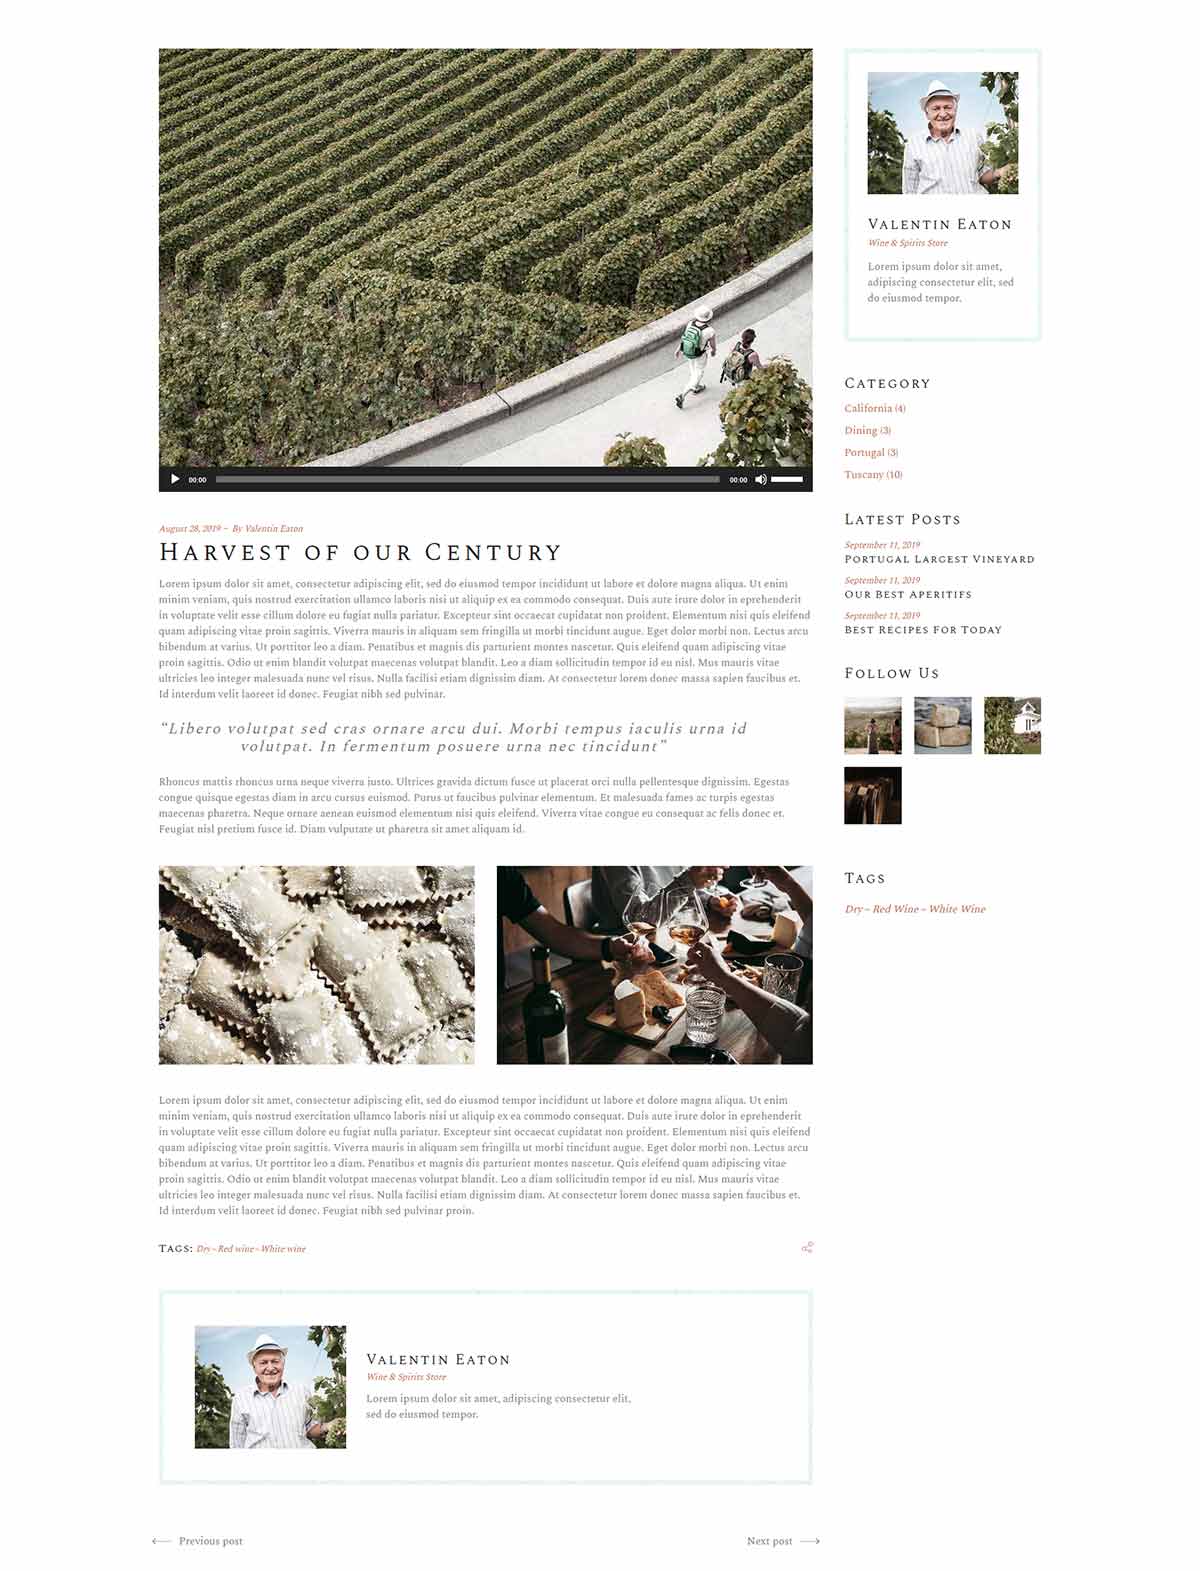 00:00
00:00
August 28, 2019 – By Valentin Eaton
Harvest of our Century
Lorem ipsum dolor sit amet, consectetur adipiscing elit, sed do eiusmod tempor incididunt ut labore et dolore magna aliqua. Ut enim
minim veniam, quis nostrud exercitation ullamco laboris nisi ut aliquip ex ea commodo consequat. Duis aute irure dolor in eprehenderit
in voluptate velit esse cillum dolore eu fugiat nulla pariatur. Excepteur sint occaecat cupidatat non proident. Elementum nisi quis eleifend
quam adipiscing vitae proin sagittis. Viverra mauris in aliquam sem fringilla ut morbi tincidunt augue. Eget dolor morbi non. Lectus arcu
bibendum at varius. Ut porttitor leo a diam. Penatibus et magnis dis parturient montes nascetur. Quis eleifend quam adipiscing vitae
proin sagittis. Odio ut enim blandit volutpat maecenas volutpat blandit. Leo a diam sollicitudin tempor id eu nisl. Mus mauris vitae
ultricies leo integer malesuada nunc vel risus. Nulla facilisi etiam dignissim diam. At consectetur lorem donec massa sapien faucibus et.
Id interdum velit laoreet id donec. Feugiat nibh sed pulvinar.
“Libero volutpat sed cras ornare arcu dui. Morbi tempus iaculis urna id
volutpat. In fermentum posuere urna nec tincidunt”
Rhoncus mattis rhoncus urna neque viverra justo. Ultrices gravida dictum fusce ut placerat orci nulla pellentesque dignissim. Egestas
congue quisque egestas diam in arcu cursus euismod. Purus ut faucibus pulvinar elementum. Et malesuada fames ac turpis egestas
maecenas pharetra. Neque ornare aenean euismod elementum nisi quis eleifend. Viverra vitae congue eu consequat ac felis donec et.
Feugiat nisl pretium fusce id. Diam vulputate ut pharetra sit amet aliquam id.
Lorem ipsum dolor sit amet, consectetur adipiscing elit, sed do eiusmod tempor incididunt ut labore et dolore magna aliqua. Ut enim
minim veniam, quis nostrud exercitation ullamco laboris nisi ut aliquip ex ea commodo consequat. Duis aute irure dolor in eprehenderit
in voluptate velit esse cillum dolore eu fugiat nulla pariatur. Excepteur sint occaecat cupidatat non proident. Elementum nisi quis eleifend
quam adipiscing vitae proin sagittis. Viverra mauris in aliquam sem fringilla ut morbi tincidunt augue. Eget dolor morbi non. Lectus arcu
bibendum at varius. Ut porttitor leo a diam. Penatibus et magnis dis parturient montes nascetur. Quis eleifend quam adipiscing vitae
proin sagittis. Odio ut enim blandit volutpat maecenas volutpat blandit. Leo a diam sollicitudin tempor id eu nisl. Mus mauris vitae
ultricies leo integer malesuada nunc vel risus. Nulla facilisi etiam dignissim diam. At consectetur lorem donec massa sapien faucibus et.
Id interdum velit laoreet id donec. Feugiat nibh sed pulvinar proin.
Tags: Dry – Red wine – White wine
Valentin Eaton
Wine & Spirits Store
Lorem ipsum dolor sit amet, adipiscing consectetur elit,
sed do eiusmod tempor.
Previous post
Next post
Valentin Eaton
Wine & Spirits Store
Lorem ipsum dolor sit amet,
adipiscing consectetur elit, sed
do eiusmod tempor.
Category
California (4)
Dining (3)
Portugal (3)
Tuscany (10)
Latest Posts
September 11, 2019
Portugal Largest Vineyard
September 11, 2019
Our Best Aperitifs
September 11, 2019
Best Recipes For Today
Follow Us
Tags
Dry – Red Wine – White Wine